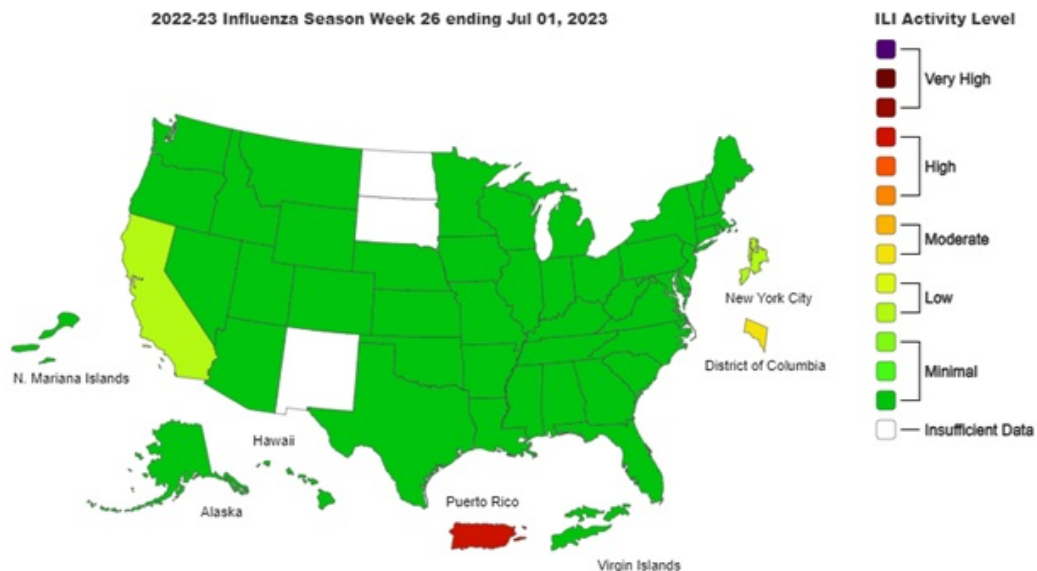 2022-23 Influenza Season Week 26 ending Jul 01, 2023
ILI Activity Level
Very High
High
Moderate
Low
Minimal
Insufficient Data
New York City
District of Columbia
N. Mariana Islands
Hawaii
Alaska
Puerto Rico
Virgin Islands